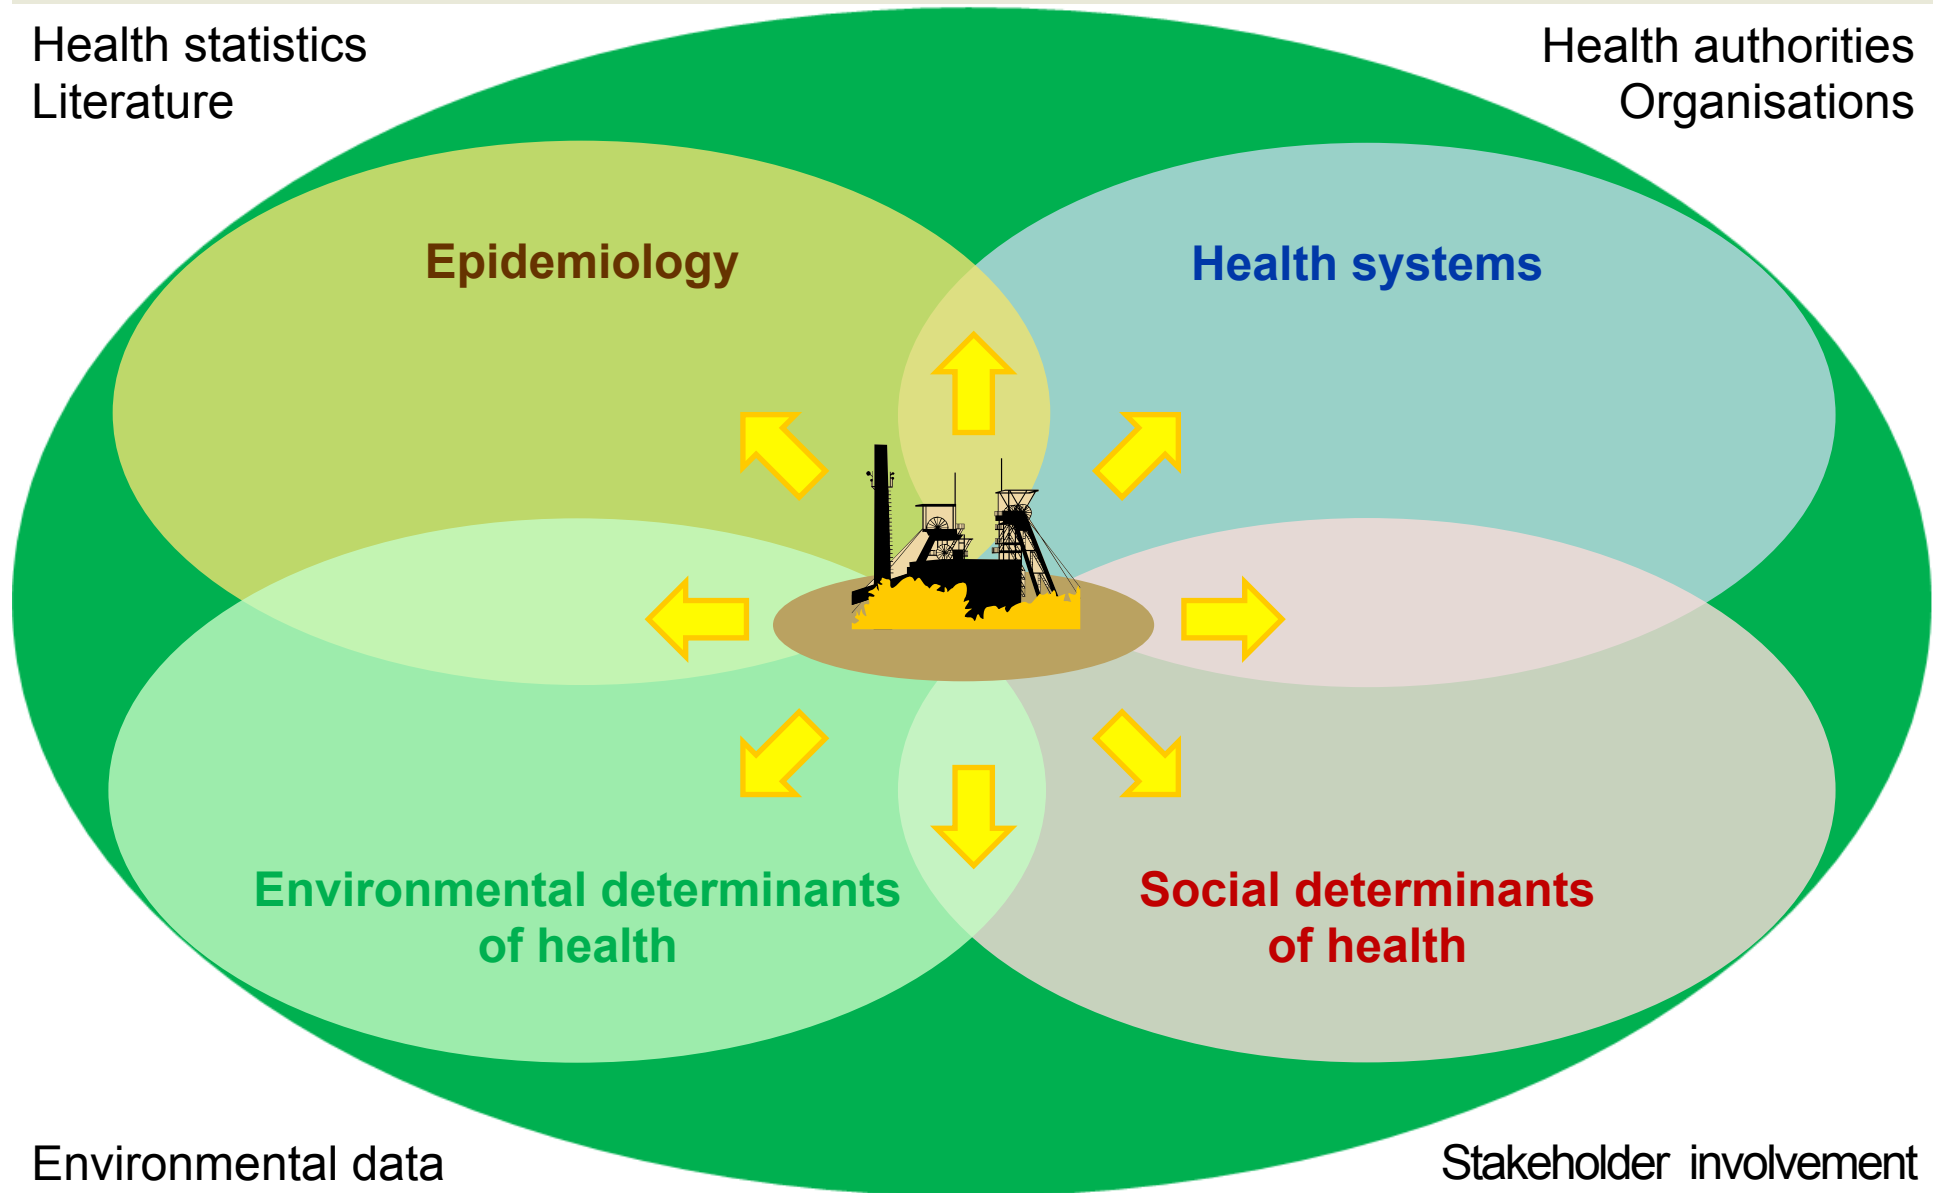 Health statistics
Literature
Health authorities
Organisations
Epidemiology
Health systems
Environmental determinants
of health
Social determinants
of health
Environmental data
Stakeholder involvement